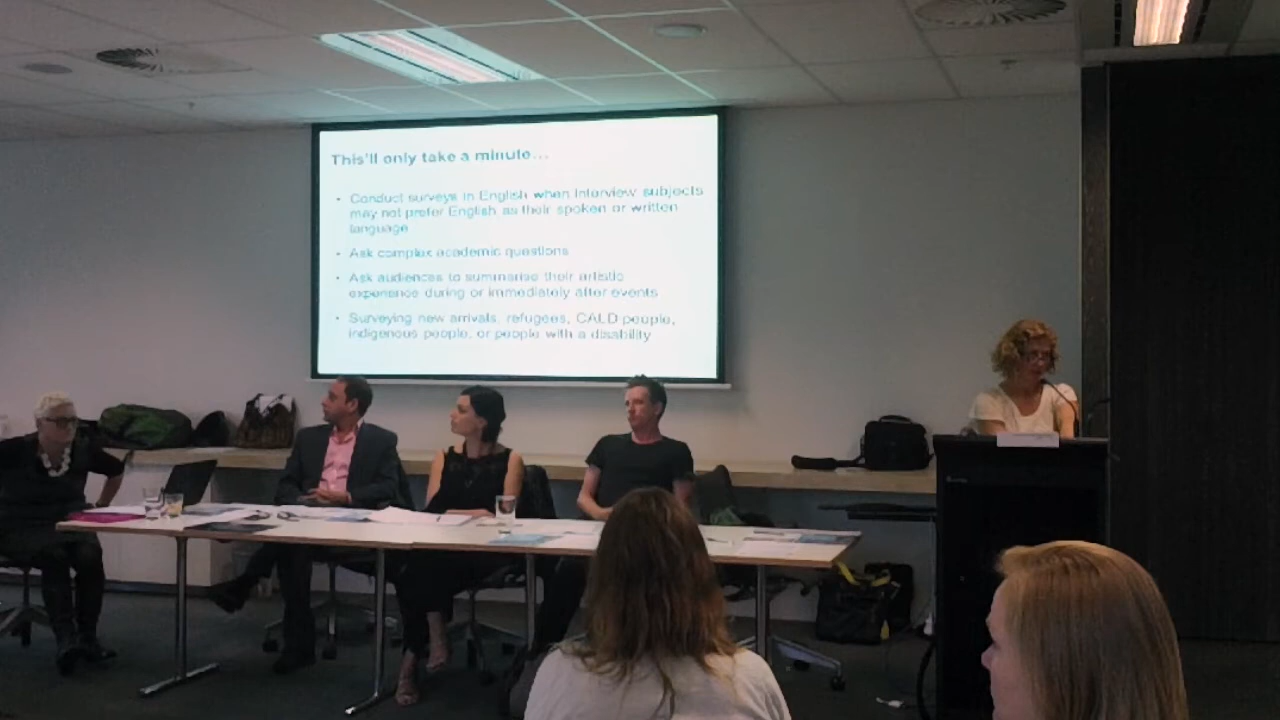 This'll only take a minute...
• Conduct surveys in English when Interview subjects
may not prefer English as their spoken or written
language
• Ask complex academic questions
• Ask audiences to summarise their artistic
experience during or immediately after events
• Surveying new arrivals, refugees, CALD people,
indigenous people, or people with a disability